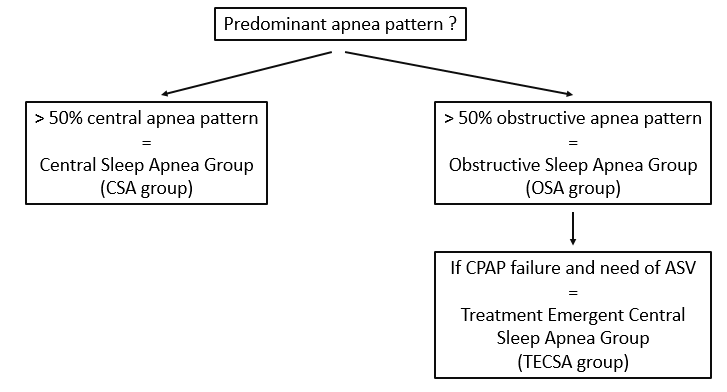 Predominant apnea pattern ?
> 50% central apnea pattern
=
Central Sleep Apnea Group
(CSA group)
> 50% obstructive apnea pattern
=
Obstructive Sleep Apnea Group
(OSA group)
If CPAP failure and need of ASV
=
Treatment Emergent Central
Sleep Apnea Group
(TECSA group)